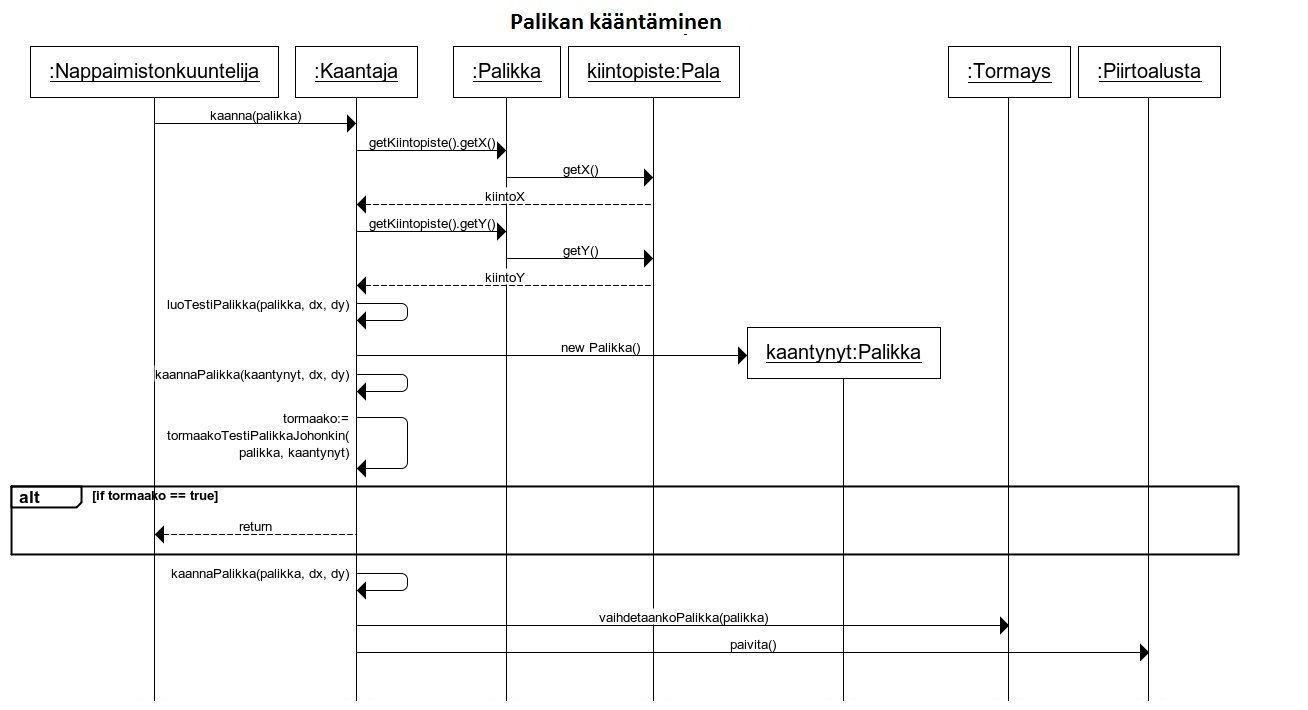 Palikan kääntäminen
:Nappaimistonkuuntelija
:Kaantaja
:Palikka
kiintopiste:Pala
:Tormays
:Piirtoalusta
kaanna(palikka)
getKiintopiste().getX()
getX()
kiintoX
getKiintopiste().getY()
getY()
kiintoY
luoTestiPalikka(palikka, dx, dy)
new Palikka()
kaantynyt:Palikka
kaannaPalikka(kaantynyt, dx, dy)
tormaako:=
tormaakoTestiPalikkaJohonkin(
palikka, kaantynyt)
alt
[if tormaako == true]
return
kaannaPalikka(palikka, dx, dy)
vaihdetaankoPalikka(palikka)
paivita()